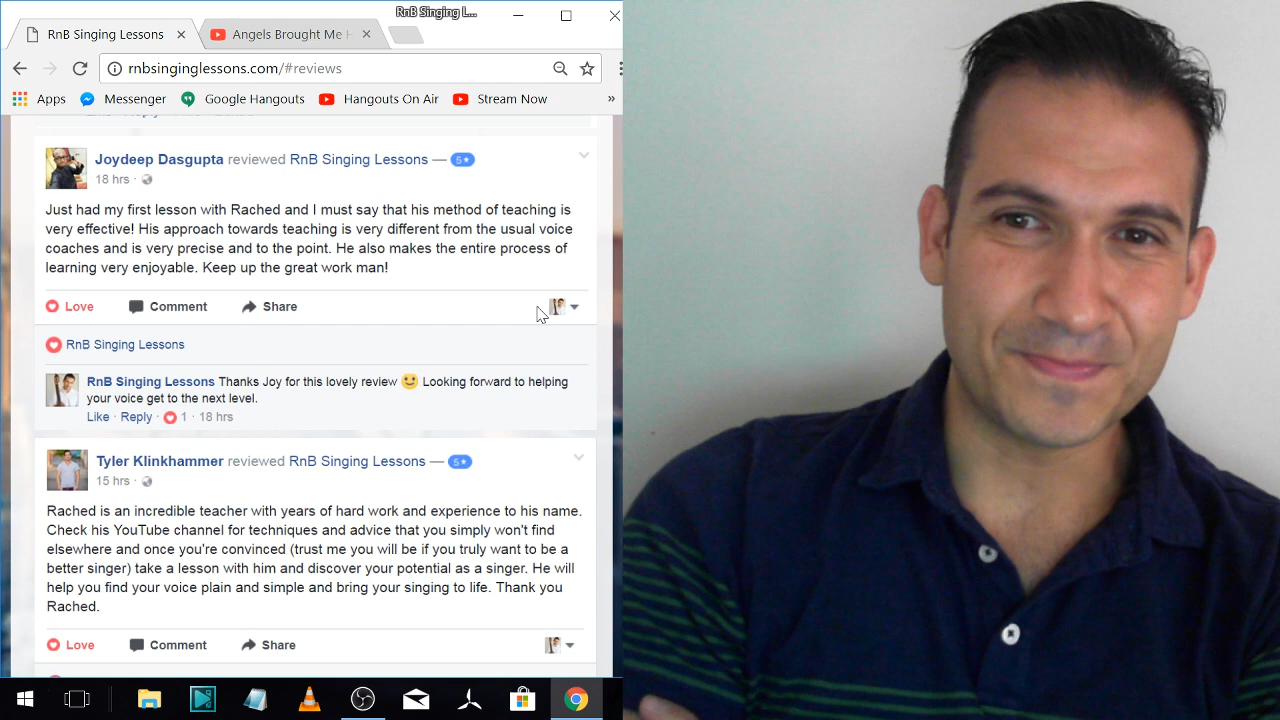 RnB Singing L...
RnB Singing Lessons
Angels Brought Me H
rnbsinginglessons.com/#reviews
Apps Messenger Google Hangouts Hangouts On Air Stream Now »
Joydeep Dasgupta reviewed RnB Singing Lessons — 5★
18 hrs ·
Just had my first lesson with Rached and I must say that his method of teaching is
very effective! His approach towards teaching is very different from the usual voice
coaches and is very precise and to the point. He also makes the entire process of
learning very enjoyable. Keep up the great work man!
Love Comment Share
RnB Singing Lessons
RnB Singing Lessons Thanks Joy for this lovely review 😃 Looking forward to helping
your voice get to the next level.
Like · Reply · 1 · 18 hrs
Tyler Klinkhammer reviewed RnB Singing Lessons — 5★
15 hrs ·
Rached is an incredible teacher with years of hard work and experience to his name.
Check his YouTube channel for techniques and advice that you simply won't find
elsewhere and once you're convinced (trust me you will be if you truly want to be a
better singer) take a lesson with him and discover your potential as a singer. He will
help you find your voice plain and simple and bring your singing to life. Thank you
Rached.
Love Comment Share